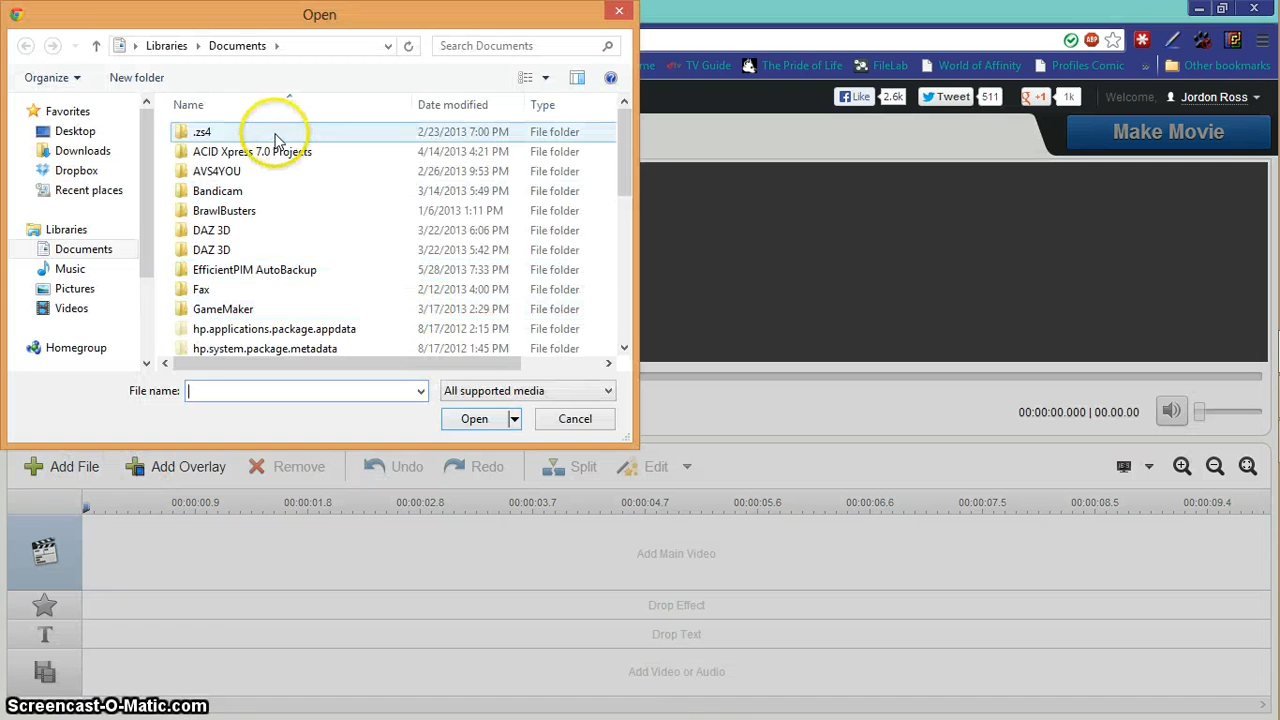 Open
Libraries Documents
Search Documents
Organize New folder
Name Date modified Type
Favorites
Desktop
Downloads
Dropbox
Recent places
Libraries
Documents
Music
Pictures
Videos
Homegroup
.zs4 2/23/2013 7:00 PM File folder
ACID Xpress 7.0 Projects 4/14/2013 4:21 PM File folder
AVS4YOU 2/26/2013 9:53 PM File folder
Bandicam 3/14/2013 5:49 PM File folder
BrawlBusters 1/6/2013 1:11 PM File folder
DAZ 3D 3/22/2013 6:06 PM File folder
DAZ 3D 3/22/2013 5:42 PM File folder
EfficientPIM AutoBackup 5/28/2013 7:33 PM File folder
Fax 2/12/2013 4:00 PM File folder
GameMaker 3/17/2013 2:29 PM File folder
hp.applications.package.appdata 8/17/2012 2:15 PM File folder
hp.system.package.metadata 8/17/2012 1:45 PM File folder
File name: All supported media
Open Cancel
ABP
me TV Guide The Pride of Life FileLab World of Affinity Profiles Comic » Other bookmarks
Like 2.6k Tweet 511 +1 1k Welcome, Jordon Ross
Make Movie
00:00:00.000 | 00:00.00
Add File Add Overlay Remove Undo Redo Split Edit
00:00:00.9 00:00:01.8 00:00:02.8 00:00:03.7 00:00:04.7 00:00:05.6 00:00:06.6 00:00:07.5 00:00:08.5 00:00:09.4
Add Main Video
Drop Effect
T Drop Text
Add Video or Audio
Screencast-O-Matic.com